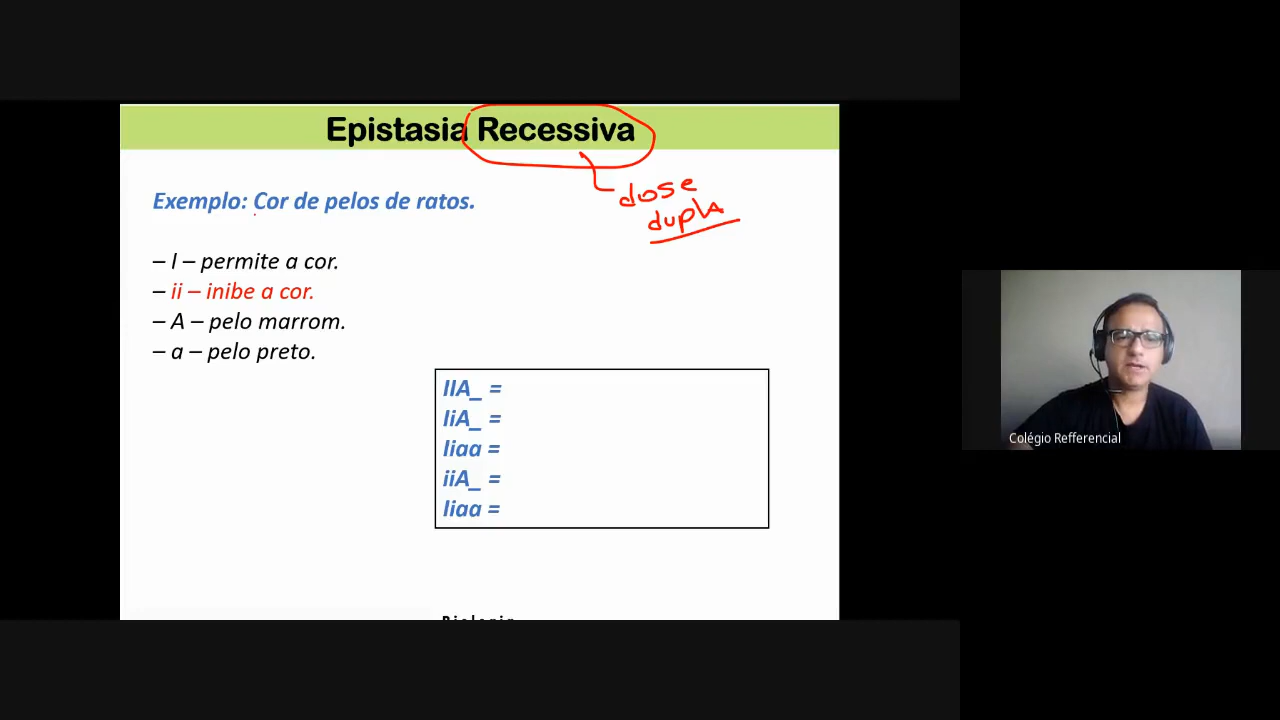 Epistasia Recessiva
dose
dupla
Exemplo: Cor de pelos de ratos.
– I – permite a cor.
– ii – inibe a cor.
– A – pelo marrom.
– a – pelo preto.
IIA_ =
IiA_ =
Iiaa =
iiA_ =
Iiaa =
Colégio Refferencial